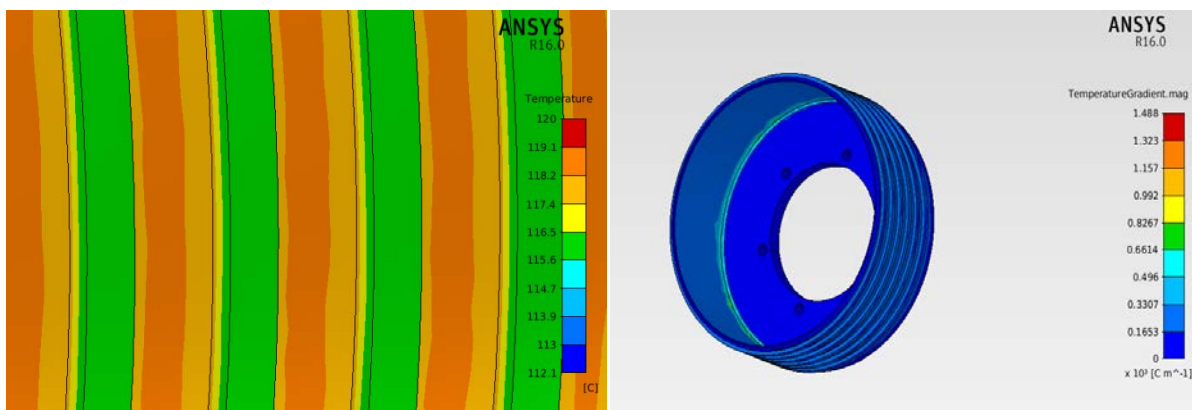 ANSYS
R16.0
Temperature
120
119.1
118.2
117.4
116.5
115.6
114.7
113.9
113
112.1
[C]
ANSYS
R16.0
TemperatureGradient.mag
1.488
1.323
1.157
0.992
0.8267
0.6614
0.496
0.3307
0.1653
0
x 10³ [C m^-1]